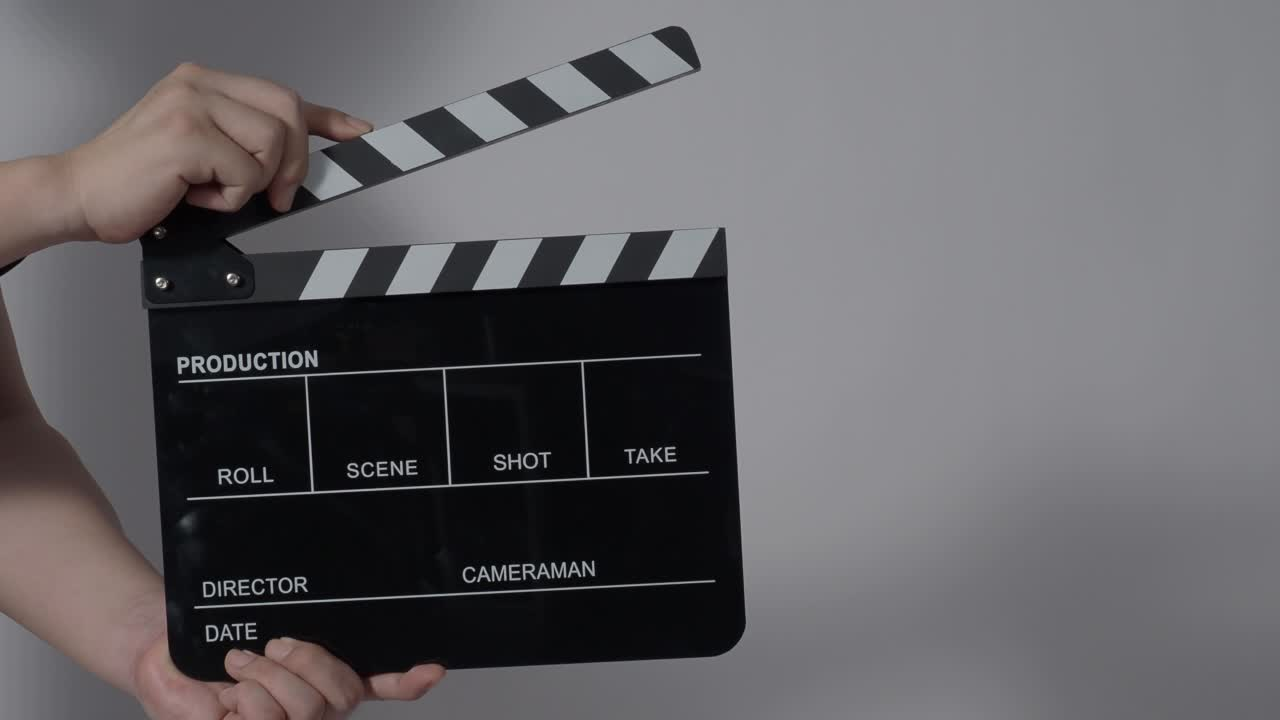 PRODUCTION
ROLL SCENE SHOT TAKE
DIRECTOR CAMERAMAN
DATE